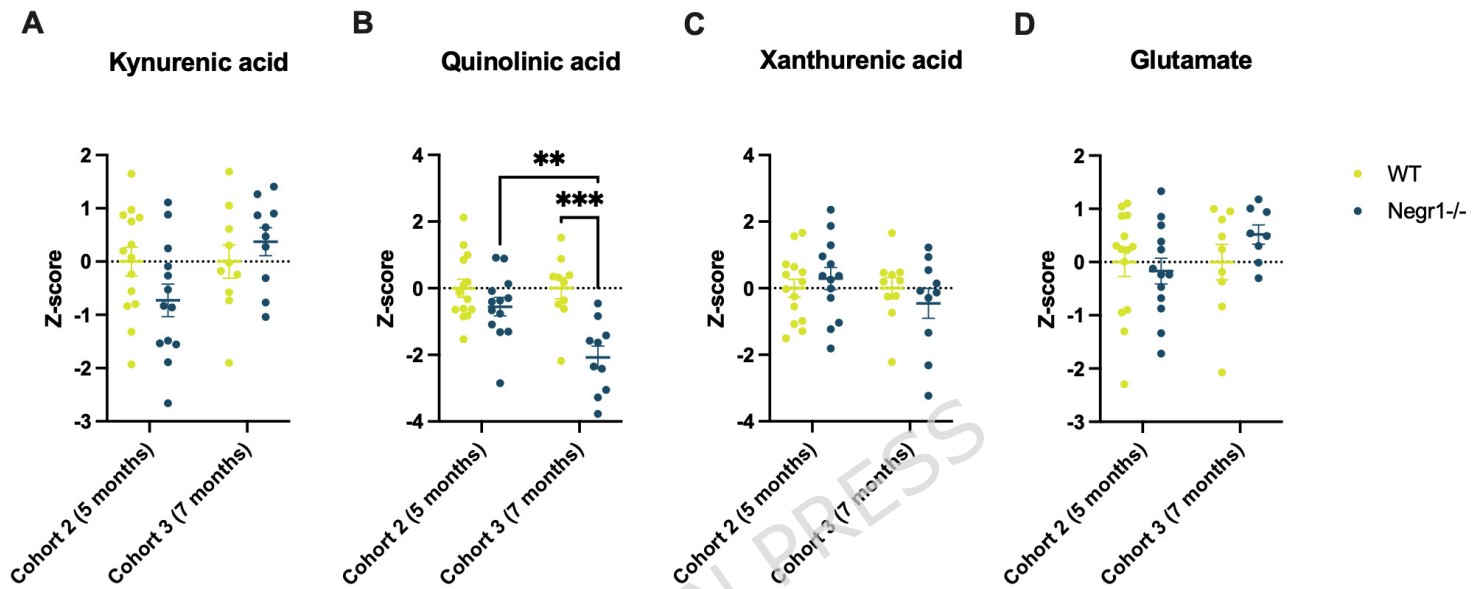 A
Kynurenic acid
Z-score
2
1
0
-1
-2
-3
Cohort 2 (5 months)
Cohort 3 (7 months)
B
Quinolinic acid
Z-score
4
2
0
-2
-4
**
***
Cohort 2 (5 months)
Cohort 3 (7 months)
C
Xanthurenic acid
Z-score
4
2
0
-2
-4
Cohort 2 (5 months)
Cohort 3 (7 months)
D
Glutamate
Z-score
2
1
0
-1
-2
-3
Cohort 2 (5 months)
Cohort 3 (7 months)
WT
Negr1-/-
PRESS